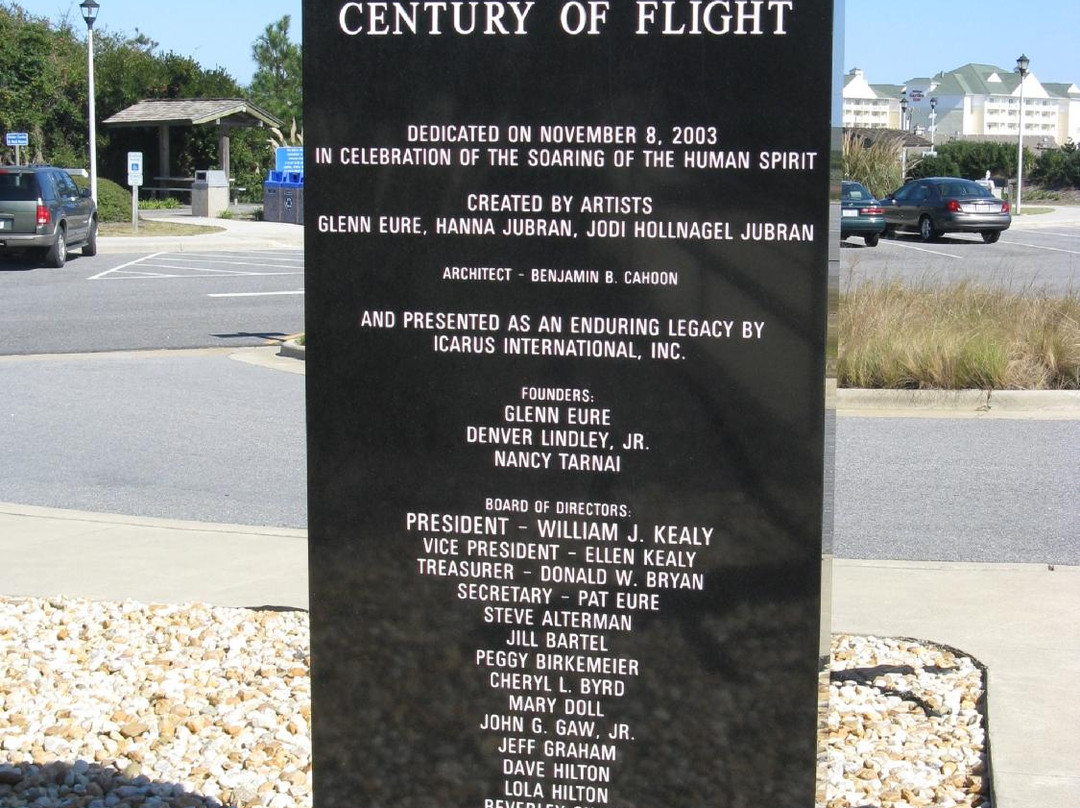 CENTURY OF FLIGHT
DEDICATED ON NOVEMBER 8, 2003
IN CELEBRATION OF THE SOARING OF THE HUMAN SPIRIT
CREATED BY ARTISTS
GLENN EURE, HANNA JUBRAN, JODI HOLLNAGEL JUBRAN
ARCHITECT - BENJAMIN B. CAHOON
AND PRESENTED AS AN ENDURING LEGACY BY
ICARUS INTERNATIONAL, INC.
FOUNDERS:
GLENN EURE
DENVER LINDLEY, JR.
NANCY TARNAI
BOARD OF DIRECTORS:
PRESIDENT - WILLIAM J. KEALY
VICE PRESIDENT - ELLEN KEALY
TREASURER - DONALD W. BRYAN
SECRETARY - PAT EURE
STEVE ALTERMAN
JILL BARTEL
PEGGY BIRKEMEIER
CHERYL L. BYRD
MARY DOLL
JOHN G. GAW, JR.
JEFF GRAHAM
DAVE HILTON
LOLA HILTON
BEVERLEY